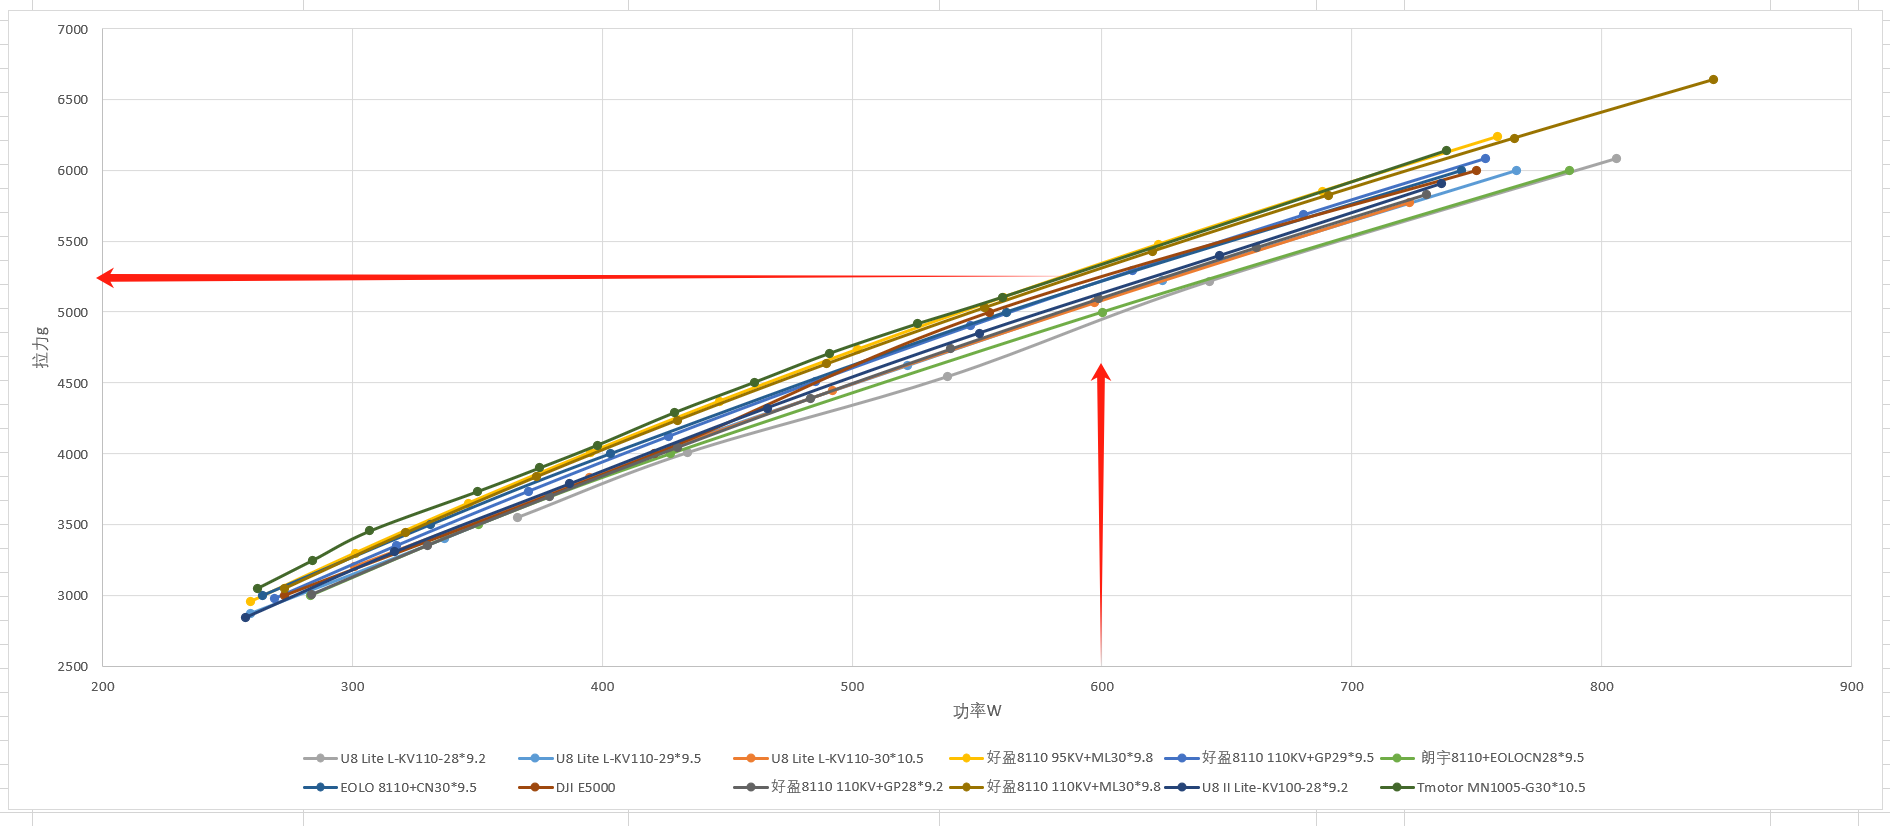 7000
6500
6000
5500
5000
4500
4000
3500
3000
2500
拉力g
200 300 400 500 600 700 800 900
功率W
U8 Lite L-KV110-28*9.2 U8 Lite L-KV110-29*9.5 U8 Lite L-KV110-30*10.5 好盈8110 95KV+ML30*9.8 好盈8110 110KV+GP29*9.5 朗宇8110+EOLOCN28*9.5
EOLO 8110+CN30*9.5 DJI E5000 好盈8110 110KV+GP28*9.2 好盈8110 110KV+ML30*9.8 U8 II Lite-KV100-28*9.2 Tmotor MN1005-G30*10.5